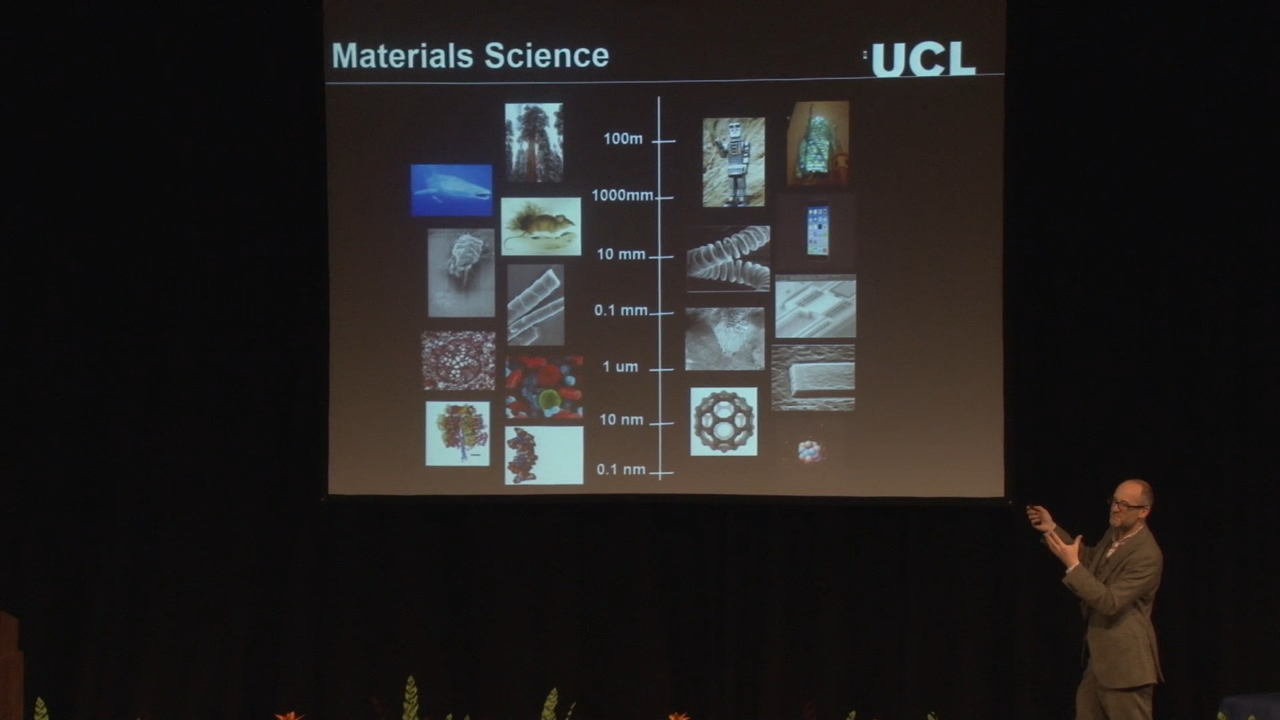 Materials Science
UCL
100m
1000mm
10 mm
0.1 mm
1 um
10 nm
0.1 nm